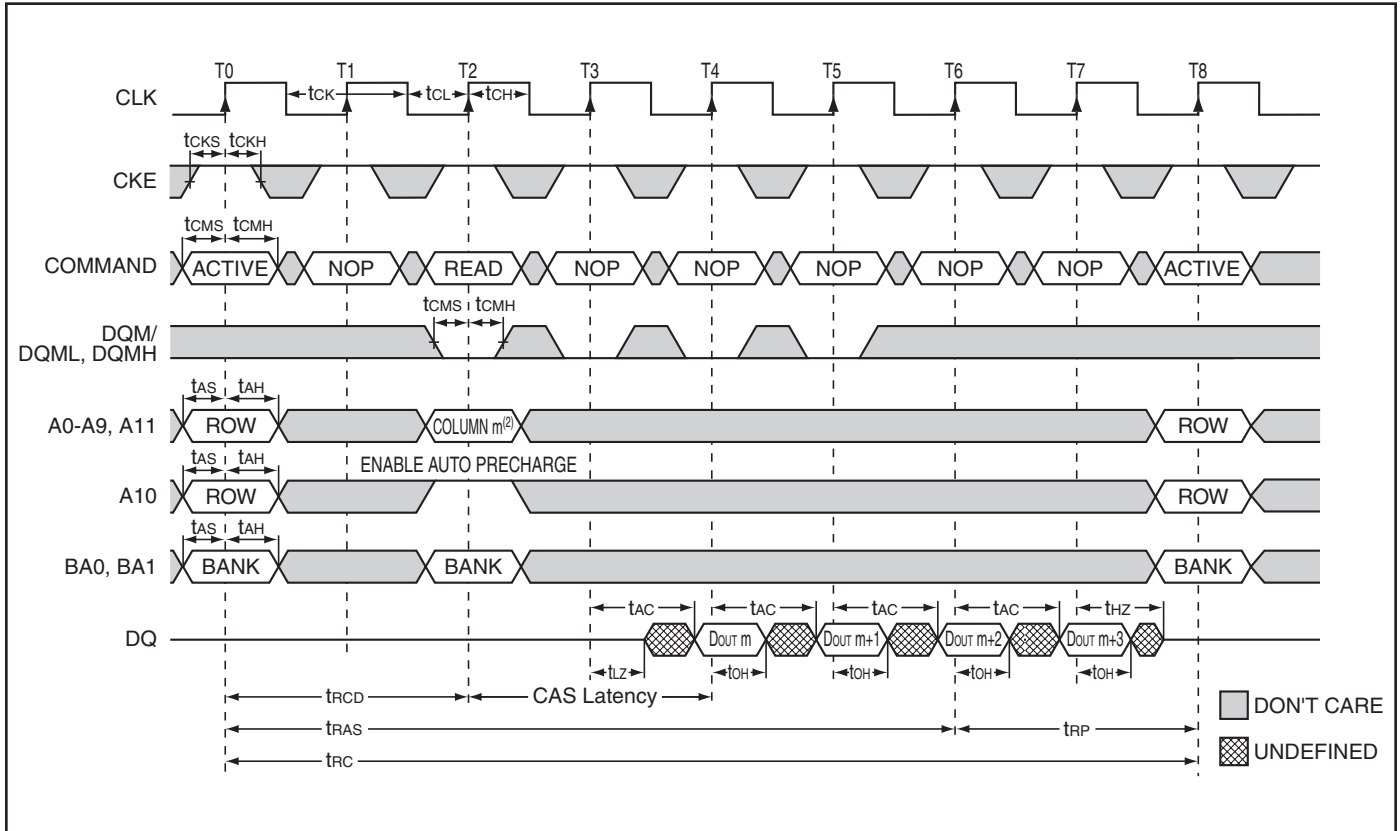 T0 T1 T2 T3 T4 T5 T6 T7 T8
CLK tCK tCL tCH
tCKS tCKH
CKE
tCMS tCMH
COMMAND ACTIVE NOP READ NOP NOP NOP NOP NOP ACTIVE
tCMS tCMH
DQM/
DQML, DQMH
tAS tAH
A0-A9, A11 ROW COLUMN m(2) ROW
tAS tAH ENABLE AUTO PRECHARGE
A10 ROW ROW
tAS tAH
BA0, BA1 BANK BANK BANK
tAC tAC tAC tAC tHZ
DQ DOUT m DOUT m+1 DOUT m+2 DOUT m+3
tLZ tOH tOH tOH tOH
tRCD CAS Latency
DON'T CARE
tRAS tRP
UNDEFINED
tRC